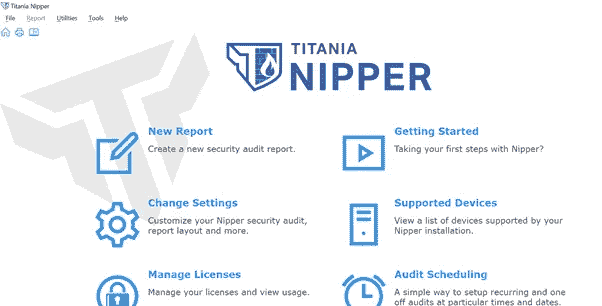 Titania Nipper
File Report Utilities Tools Help
TITANIA
NIPPER
New Report
Create a new security audit report.
Getting Started
Taking your first steps with Nipper?
Change Settings
Customize your Nipper security audit,
report layout and more.
Supported Devices
View a list of devices supported by your
Nipper installation.
Manage Licenses
Manage your licenses and view usage.
Audit Scheduling
A simple way to setup recurring and one
off audits at particular times and dates.